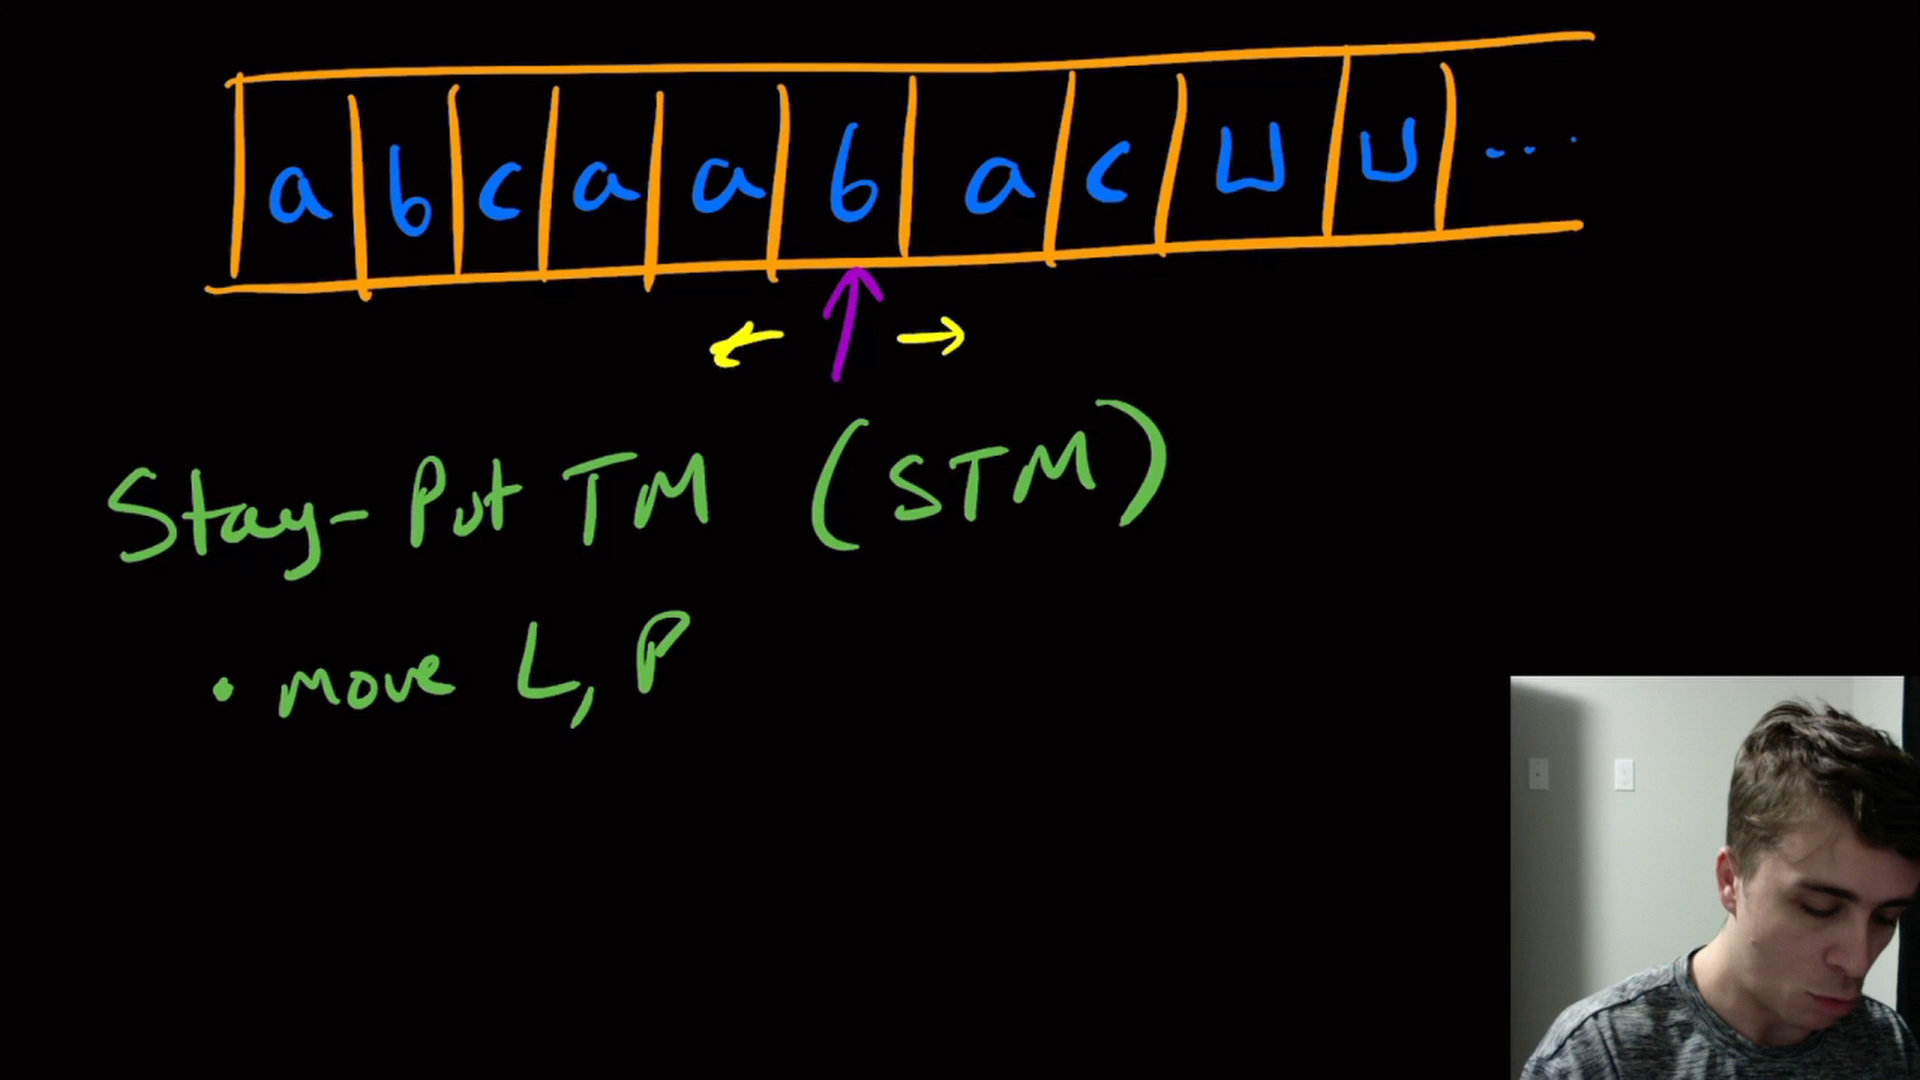 a b c a a b a c ⊔ ⊔ ...
Stay-Put TM (STM)
• move L, P